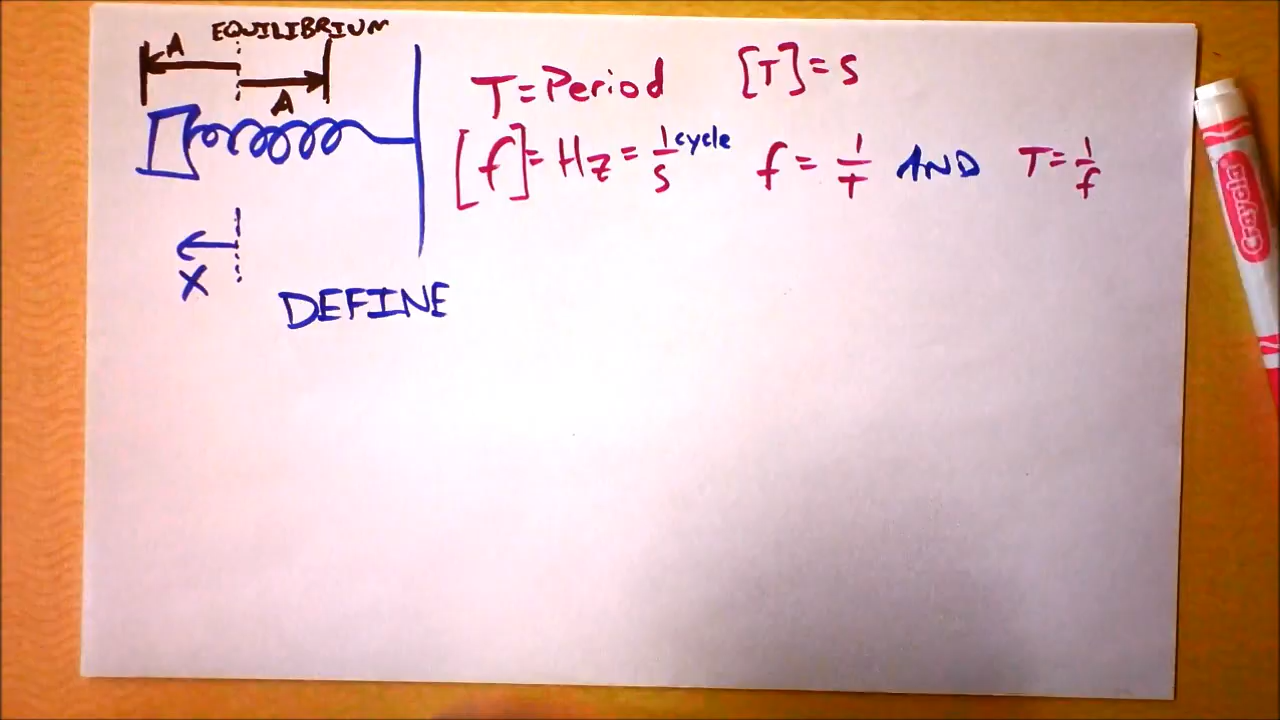 EQUILIBRIUM
A
A
T = Period [T] = s
[f] = Hz = 1 cycle / s f = 1/T AND T = 1/f
X
DEFINE
Crayola